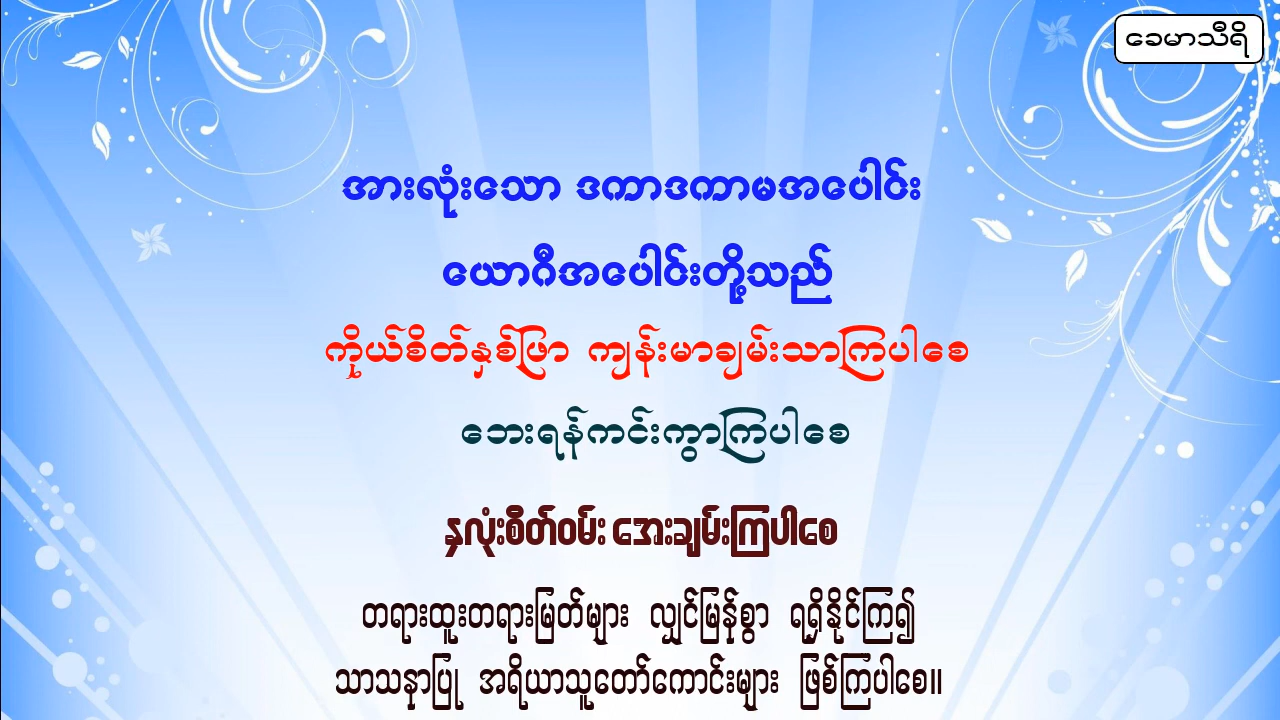 ခေမာသီရိ
အားလုံးသော ဒကာဒကာမအပေါင်း
ယောဂီအပေါင်းတို့သည်
ကိုယ်စိတ်နှစ်ဖြာ ကျန်းမာချမ်းသာကြပါစေ
ဘေးရန်ကင်းကွာကြပါစေ
နှလုံးစိတ်ဝမ်း အေးချမ်းကြပါစေ
တရားထူးတရားမြတ်များ လျှင်မြန်စွာ ရရှိနိုင်ကြ၍
သာသနာပြု အရိယာသူတော်ကောင်းများ ဖြစ်ကြပါစေ။